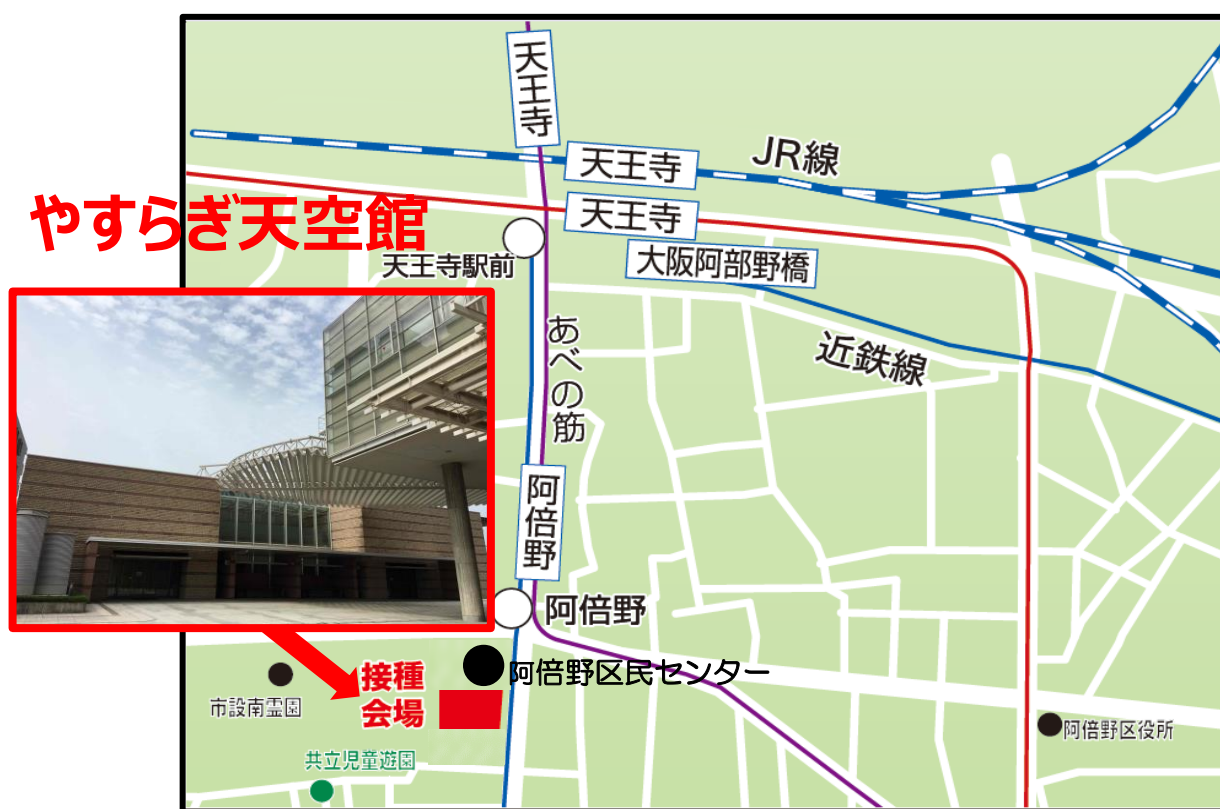 天王寺
JR線
天王寺
やすらぎ天空館
天王寺
天王寺駅前
大阪阿部野橋
あべの筋
近鉄線
阿倍野
阿倍野
阿倍野区民センター
接種
会場
市設南霊園
阿倍野区役所
共立児童遊園